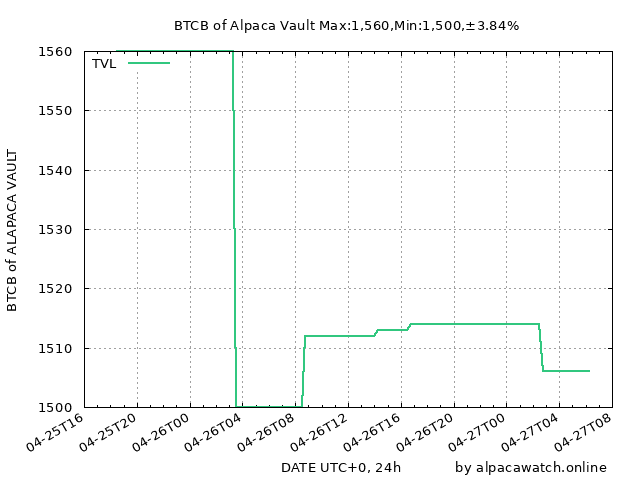 BTCB of Alpaca Vault Max:1,560,Min:1,500,±3.84%
TVL
1560
1550
1540
1530
1520
1510
1500
BTCB of ALAPACA VAULT
04-25T16
04-25T20
04-26T00
04-26T04
04-26T08
04-26T12
04-26T16
04-26T20
04-27T00
04-27T04
04-27T08
DATE UTC+0, 24h
by alpacawatch.online